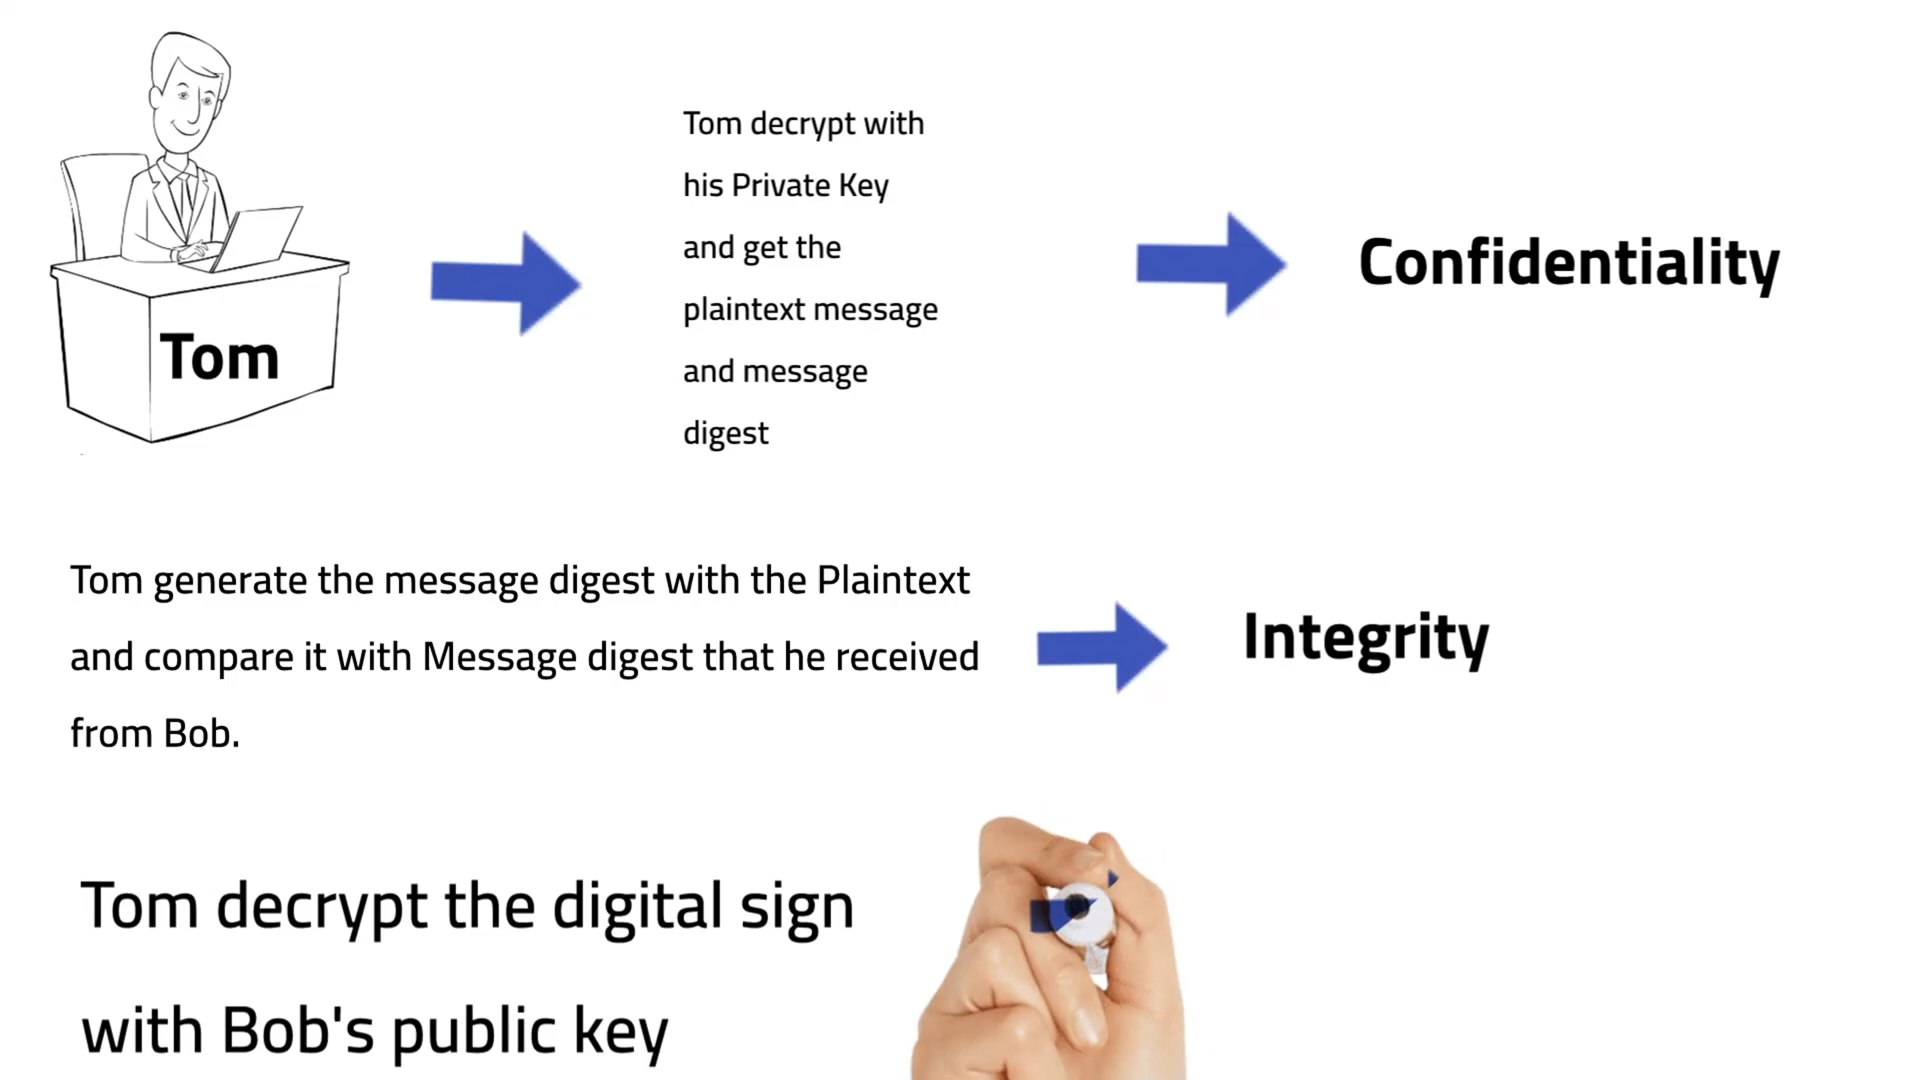 Tom
Tom decrypt with
his Private Key
and get the
plaintext message
and message
digest
Confidentiality
Tom generate the message digest with the Plaintext
and compare it with Message digest that he received
from Bob.
Integrity
Tom decrypt the digital sign
with Bob's public key